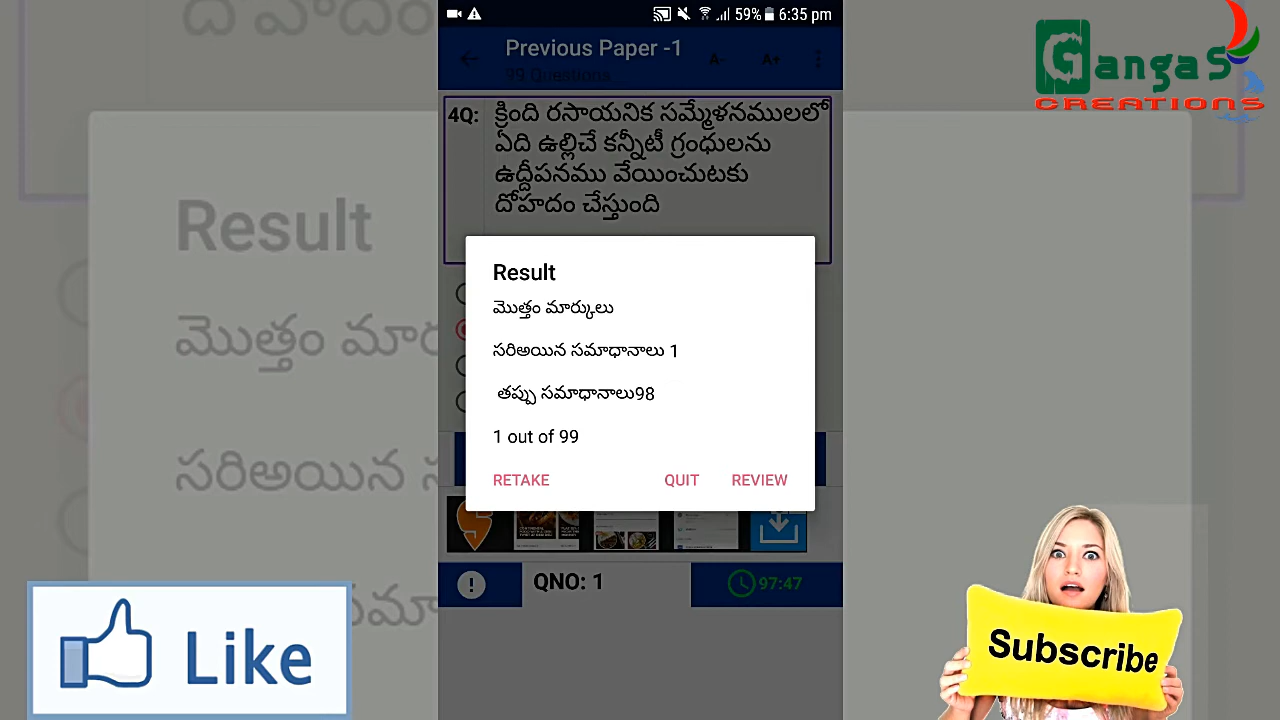 59% 6:35 pm
Previous Paper -1
99 Questions
A- A+
4Q: క్రింది రసాయనిక సమ్మేళనములలో
ఏది ఉల్లిచే కన్నీటీ గ్రంధులను
ఉద్దీపనము వేయించుటకు
దోహదం చేస్తుంది
Result
మొత్తం మార్కులు
సరిఅయిన సమాధానాలు 1
తప్పు సమాధానాలు98
1 out of 99
RETAKE QUIT REVIEW
QNO: 1
97:47
GangaS
CREATIONS
Result
మొత్తం మార్కు
సరిఅయిన
Like
Subscribe